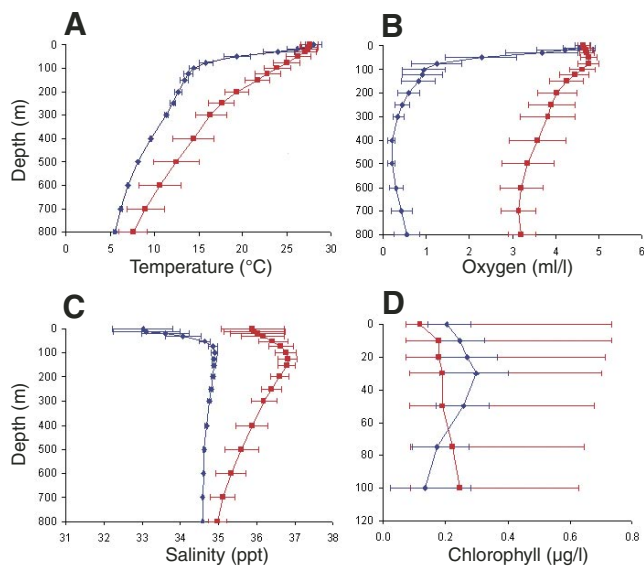 A
0
100
200
300
400
500
600
700
800
Depth (m)
0 5 10 15 20 25 30
Temperature (°C)
B
0
100
200
300
400
500
600
700
800
0 1 2 3 4 5 6
Oxygen (ml/l)
C
0
100
200
300
400
500
600
700
800
Depth (m)
31 32 33 34 35 36 37 38
Salinity (ppt)
D
0
20
40
60
80
100
120
0.0 0.2 0.4 0.6 0.8
Chlorophyll (µg/l)